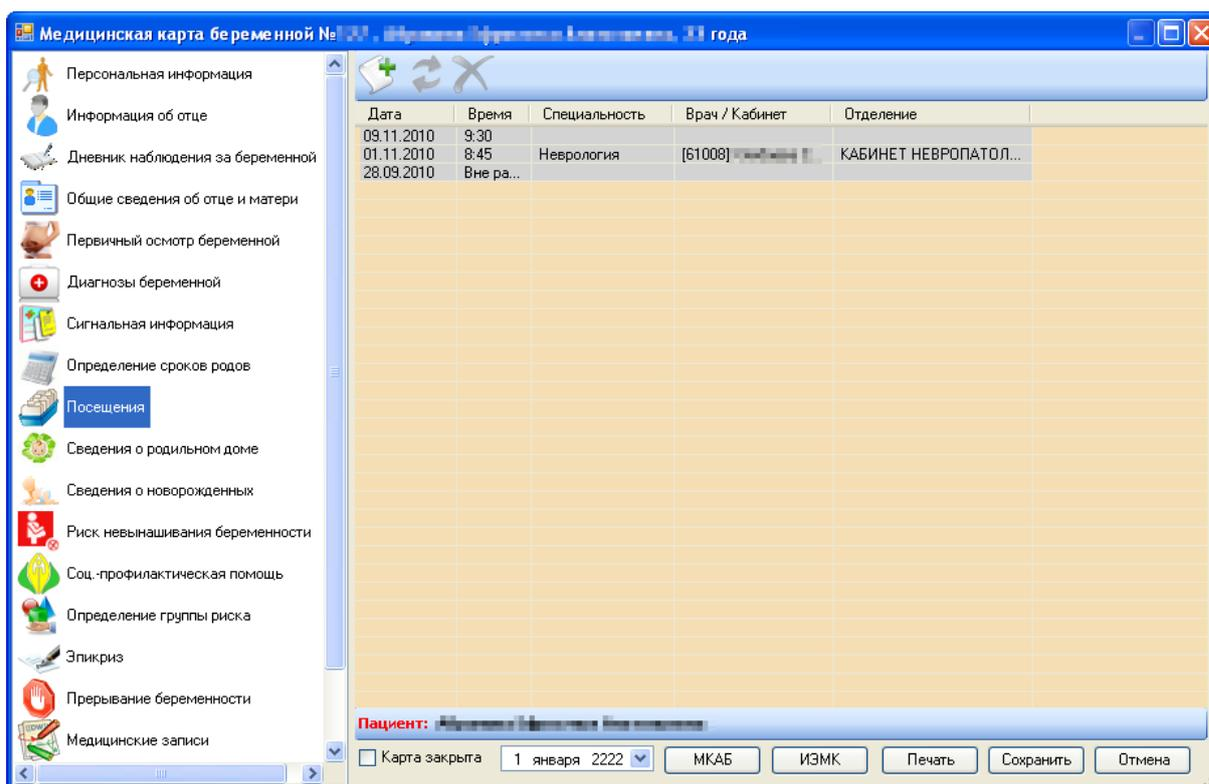 Медицинская карта беременной № года
Персональная информация
Информация об отце
Дневник наблюдения за беременной
Общие сведения об отце и матери
Первичный осмотр беременной
Диагнозы беременной
Сигнальная информация
Определение сроков родов
Посещения
Сведения о родильном доме
Сведения о новорожденных
Риск невынашивания беременности
Соц.-профилактическая помощь
Определение группы риска
Эпикриз
Прерывание беременности
Медицинские записи
Дата Время Специальность Врач / Кабинет Отделение
09.11.2010 9:30
01.11.2010 8:45 Неврология [61008] КАБИНЕТ НЕВРОПАТОЛ...
28.09.2010 Вне ра...
Пациент:
Карта закрыта 1 января 2222 МКАБ ИЗМК Печать Сохранить Отмена